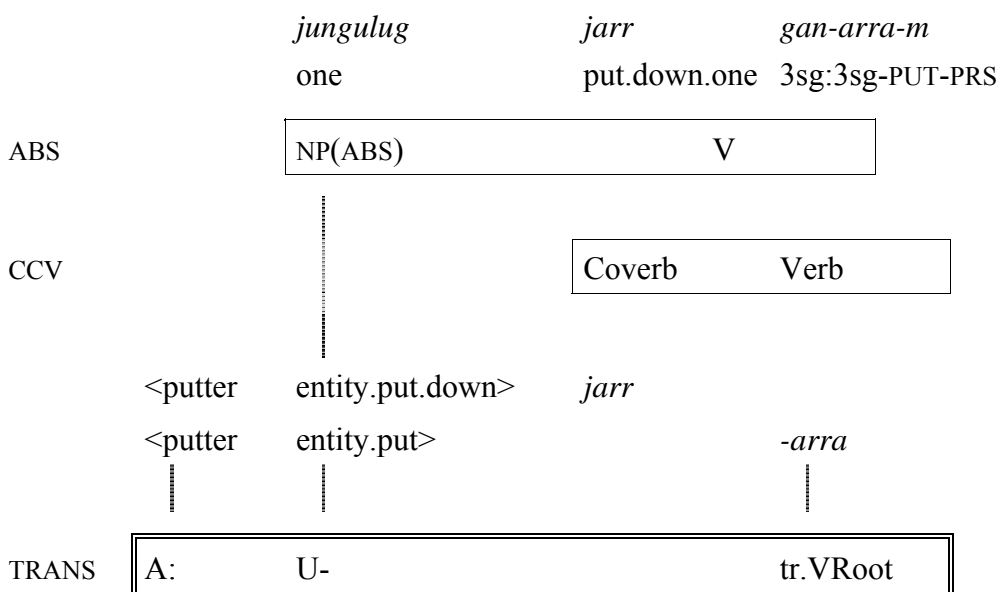 jungulug jarr gan-arra-m
one put.down.one 3sg:3sg-PUT-PRS
ABS NP(ABS) V
CCV Coverb Verb
<putter entity.put.down> jarr
<putter entity.put> -arra
TRANS A: U- tr.VRoot